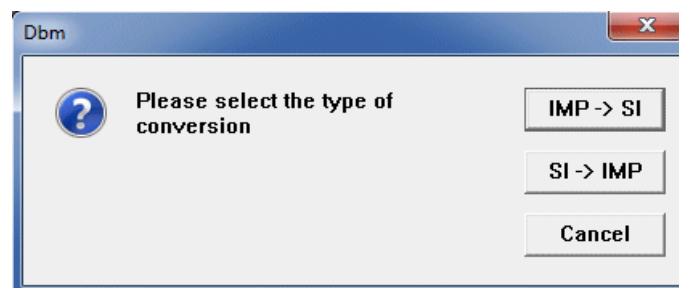 Dbm
Please select the type of
conversion
IMP -> SI
SI -> IMP
Cancel